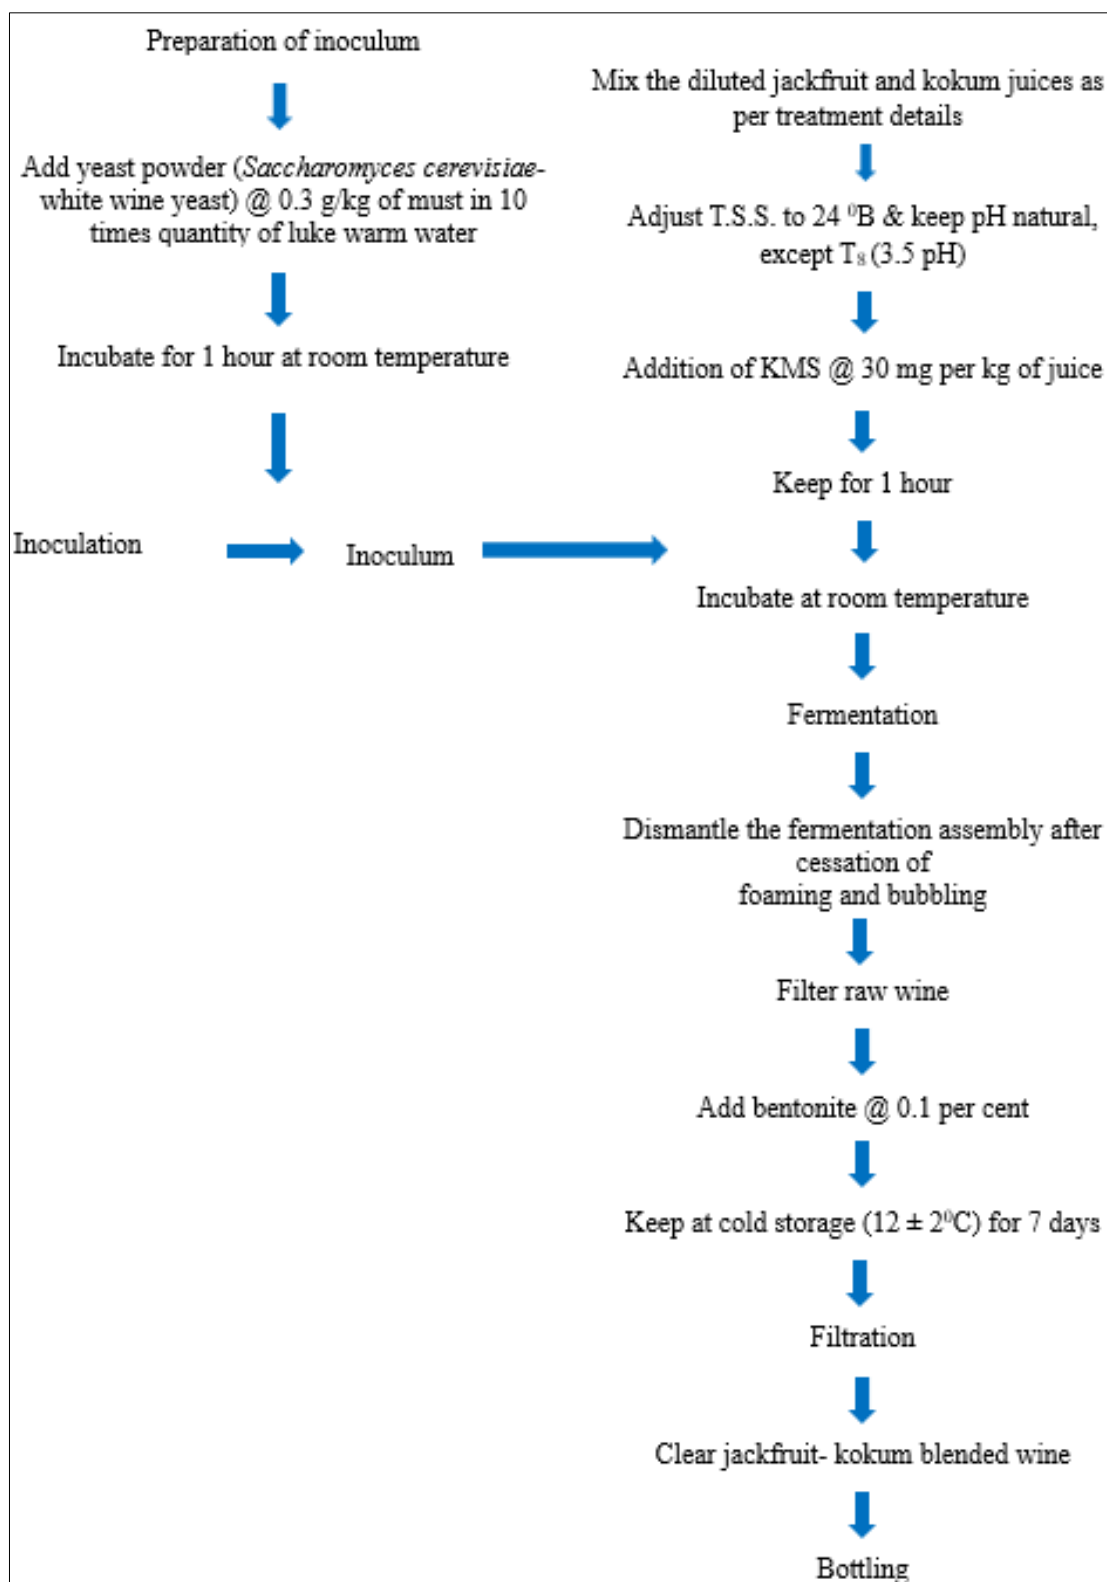 Preparation of inoculum
Add yeast powder (Saccharomyces cerevisiae-
white wine yeast) @ 0.3 g/kg of must in 10
times quantity of luke warm water
Incubate for 1 hour at room temperature
Inoculation
Inoculum
Mix the diluted jackfruit and kokum juices as
per treatment details
Adjust T.S.S. to 24 ⁰B & keep pH natural,
except T₈ (3.5 pH)
Addition of KMS @ 30 mg per kg of juice
Keep for 1 hour
Incubate at room temperature
Fermentation
Dismantle the fermentation assembly after
cessation of
foaming and bubbling
Filter raw wine
Add bentonite @ 0.1 per cent
Keep at cold storage (12 ± 2⁰C) for 7 days
Filtration
Clear jackfruit- kokum blended wine
Bottling